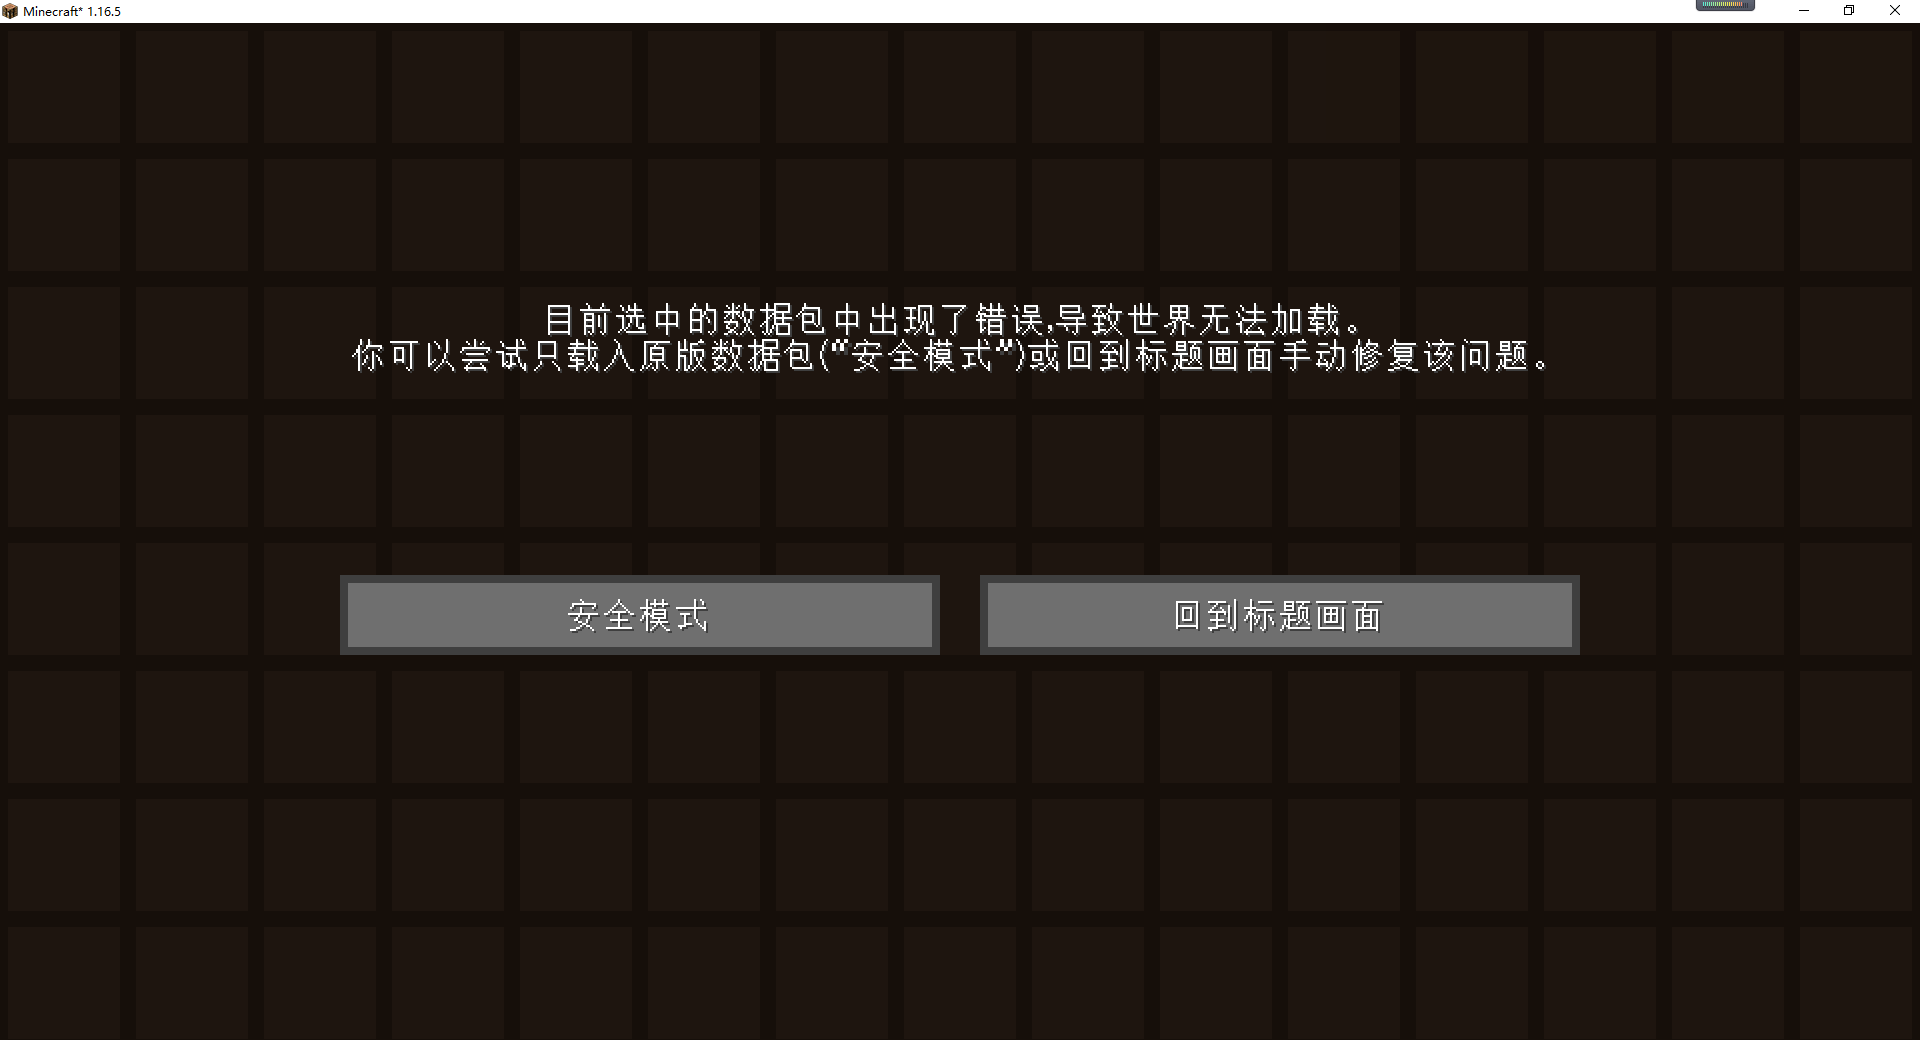 Minecraft* 1.16.5
目前选中的数据包中出现了错误,导致世界无法加载。
你可以尝试只载入原版数据包("安全模式")或回到标题画面手动修复该问题。
安全模式
回到标题画面